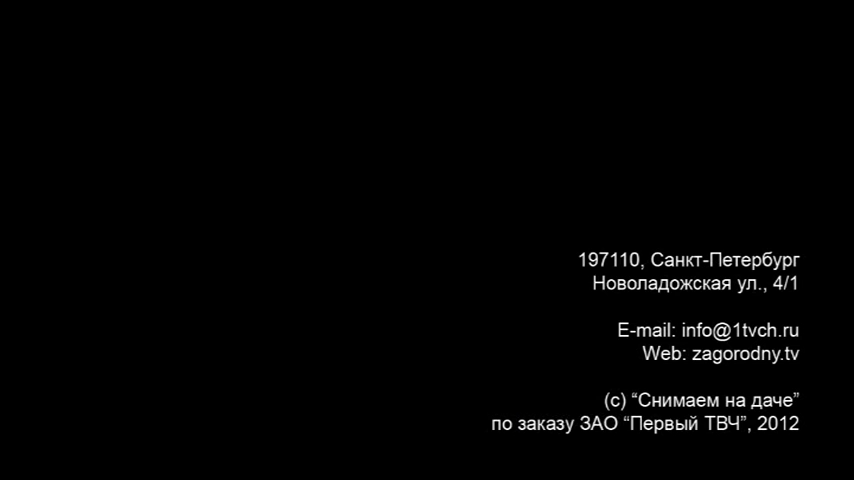 197110, Санкт-Петербург
Новоладожская ул., 4/1
E-mail: info@1tvch.ru
Web: zagorodny.tv
(с) “Снимаем на даче”
по заказу ЗАО “Первый ТВЧ”, 2012